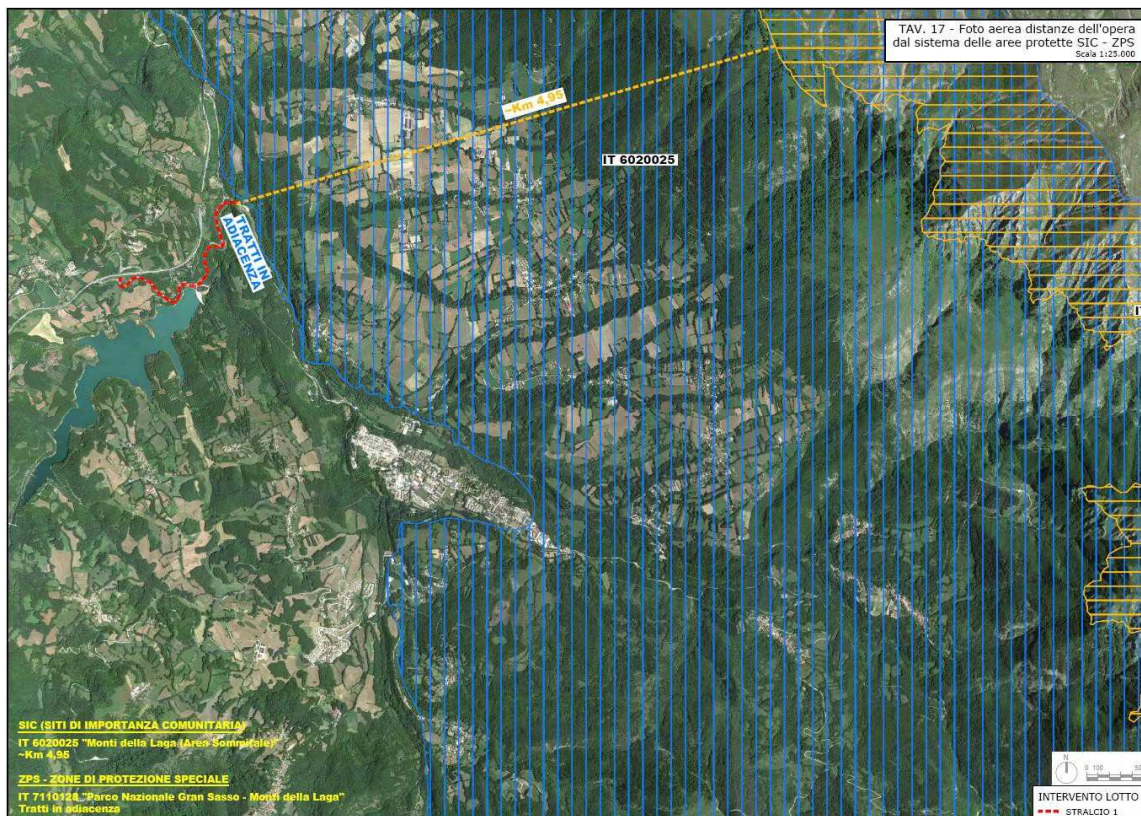 TAV. 17 - Foto aerea distanze dell'opera
dal sistema delle aree protette SIC - ZPS
Scala 1:25.000
~Km 4,95
IT 6020025
TRATTI IN
ADIACENZA
SIC (SITI DI IMPORTANZA COMUNITARIA)
IT 6020025 "Monti della Laga (Area Sommitale)"
~Km 4,95
ZPS - ZONE DI PROTEZIONE SPECIALE
IT 7110128 "Parco Nazionale Gran Sasso - Monti della Laga"
Tratti in adiacenza
N
0 100
INTERVENTO LOTTO
STRALCIO 1